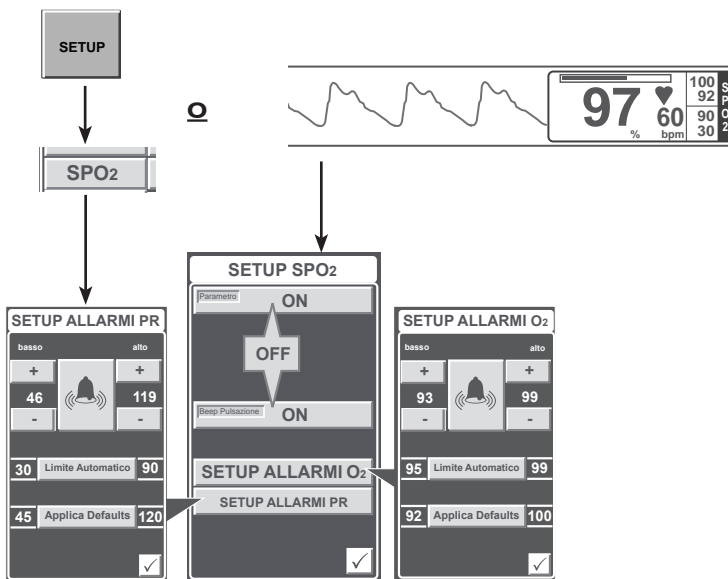 SETUP
O
97
%
60
bpm
100
92
90
30
SPO2
SPO2
SETUP SPO2
Parametro
ON
OFF
Beep Pulsazione
ON
SETUP ALLARMI O2
SETUP ALLARMI PR
SETUP ALLARMI PR
basso alto
+ +
46 119
- -
30 Limite Automatico 90
45 Applica Defaults 120
SETUP ALLARMI O2
basso alto
+ +
93 99
- -
95 Limite Automatico 99
92 Applica Defaults 100